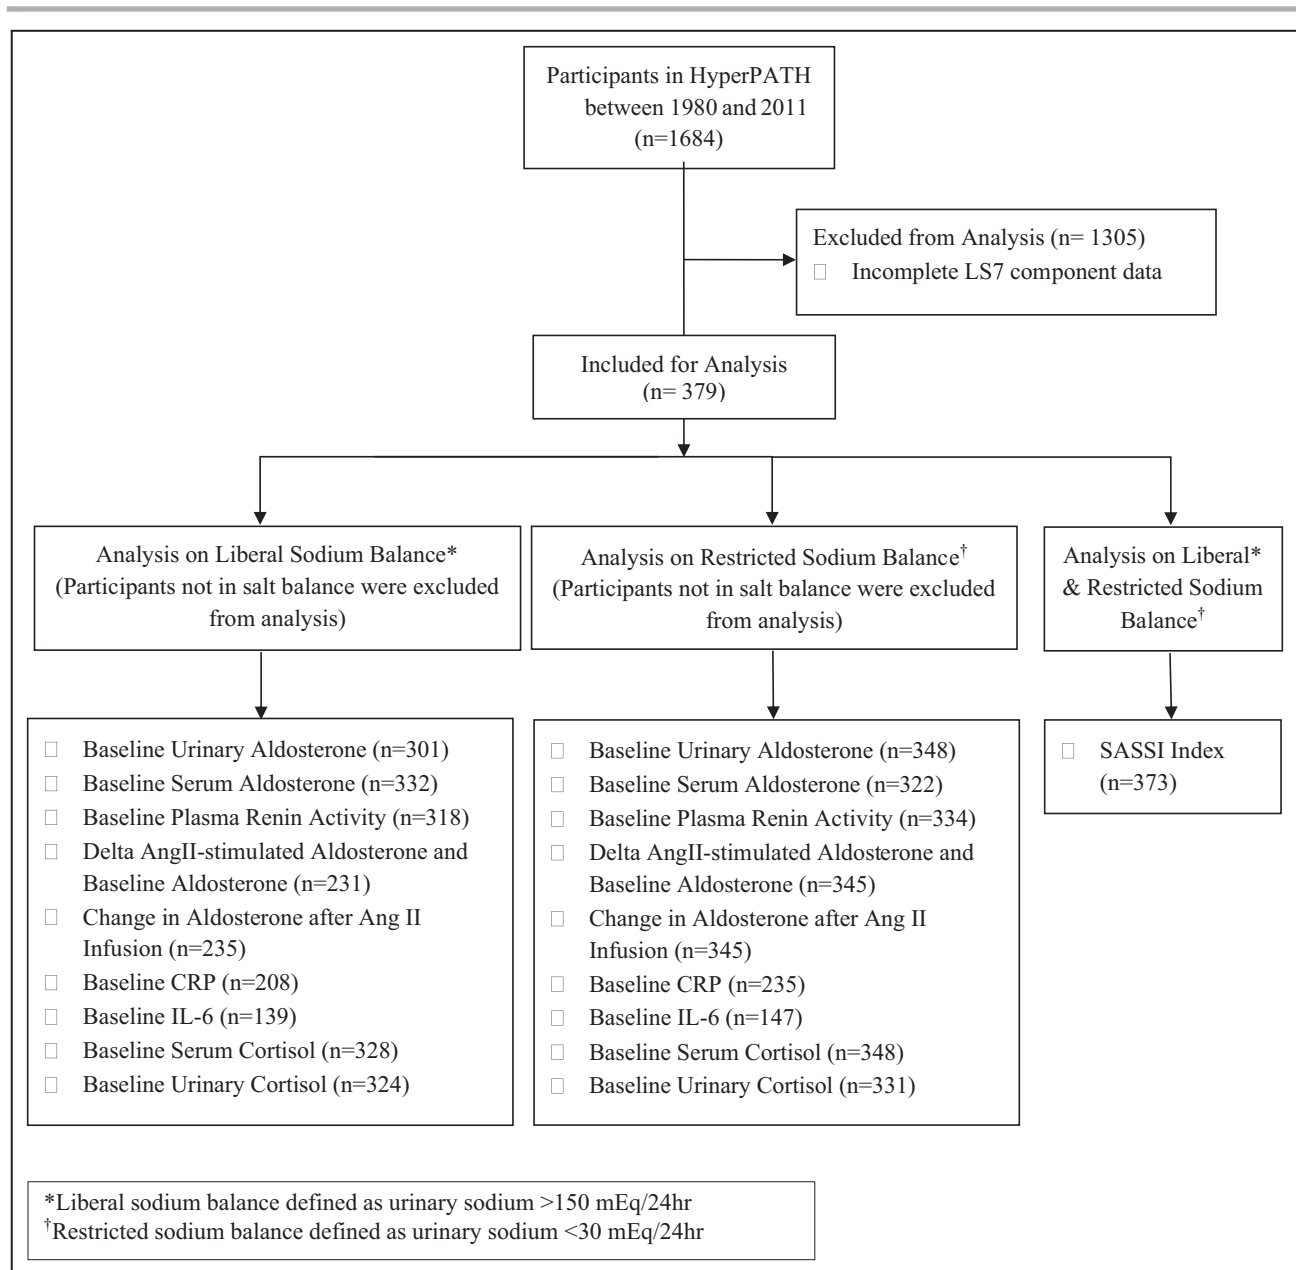 Participants in HyperPATH
between 1980 and 2011
(n=1684)
Excluded from Analysis (n= 1305)
Incomplete LS7 component data
Included for Analysis
(n= 379)
Analysis on Liberal Sodium Balance*
(Participants not in salt balance were excluded
from analysis)
Analysis on Restricted Sodium Balance†
(Participants not in salt balance were excluded
from analysis)
Analysis on Liberal*
& Restricted Sodium
Balance†
Baseline Urinary Aldosterone (n=301)
Baseline Serum Aldosterone (n=332)
Baseline Plasma Renin Activity (n=318)
Delta AngII-stimulated Aldosterone and
Baseline Aldosterone (n=231)
Change in Aldosterone after Ang II
Infusion (n=235)
Baseline CRP (n=208)
Baseline IL-6 (n=139)
Baseline Serum Cortisol (n=328)
Baseline Urinary Cortisol (n=324)
Baseline Urinary Aldosterone (n=348)
Baseline Serum Aldosterone (n=322)
Baseline Plasma Renin Activity (n=334)
Delta AngII-stimulated Aldosterone and
Baseline Aldosterone (n=345)
Change in Aldosterone after Ang II
Infusion (n=345)
Baseline CRP (n=235)
Baseline IL-6 (n=147)
Baseline Serum Cortisol (n=348)
Baseline Urinary Cortisol (n=331)
SASSI Index
(n=373)
*Liberal sodium balance defined as urinary sodium >150 mEq/24hr
†Restricted sodium balance defined as urinary sodium <30 mEq/24hr